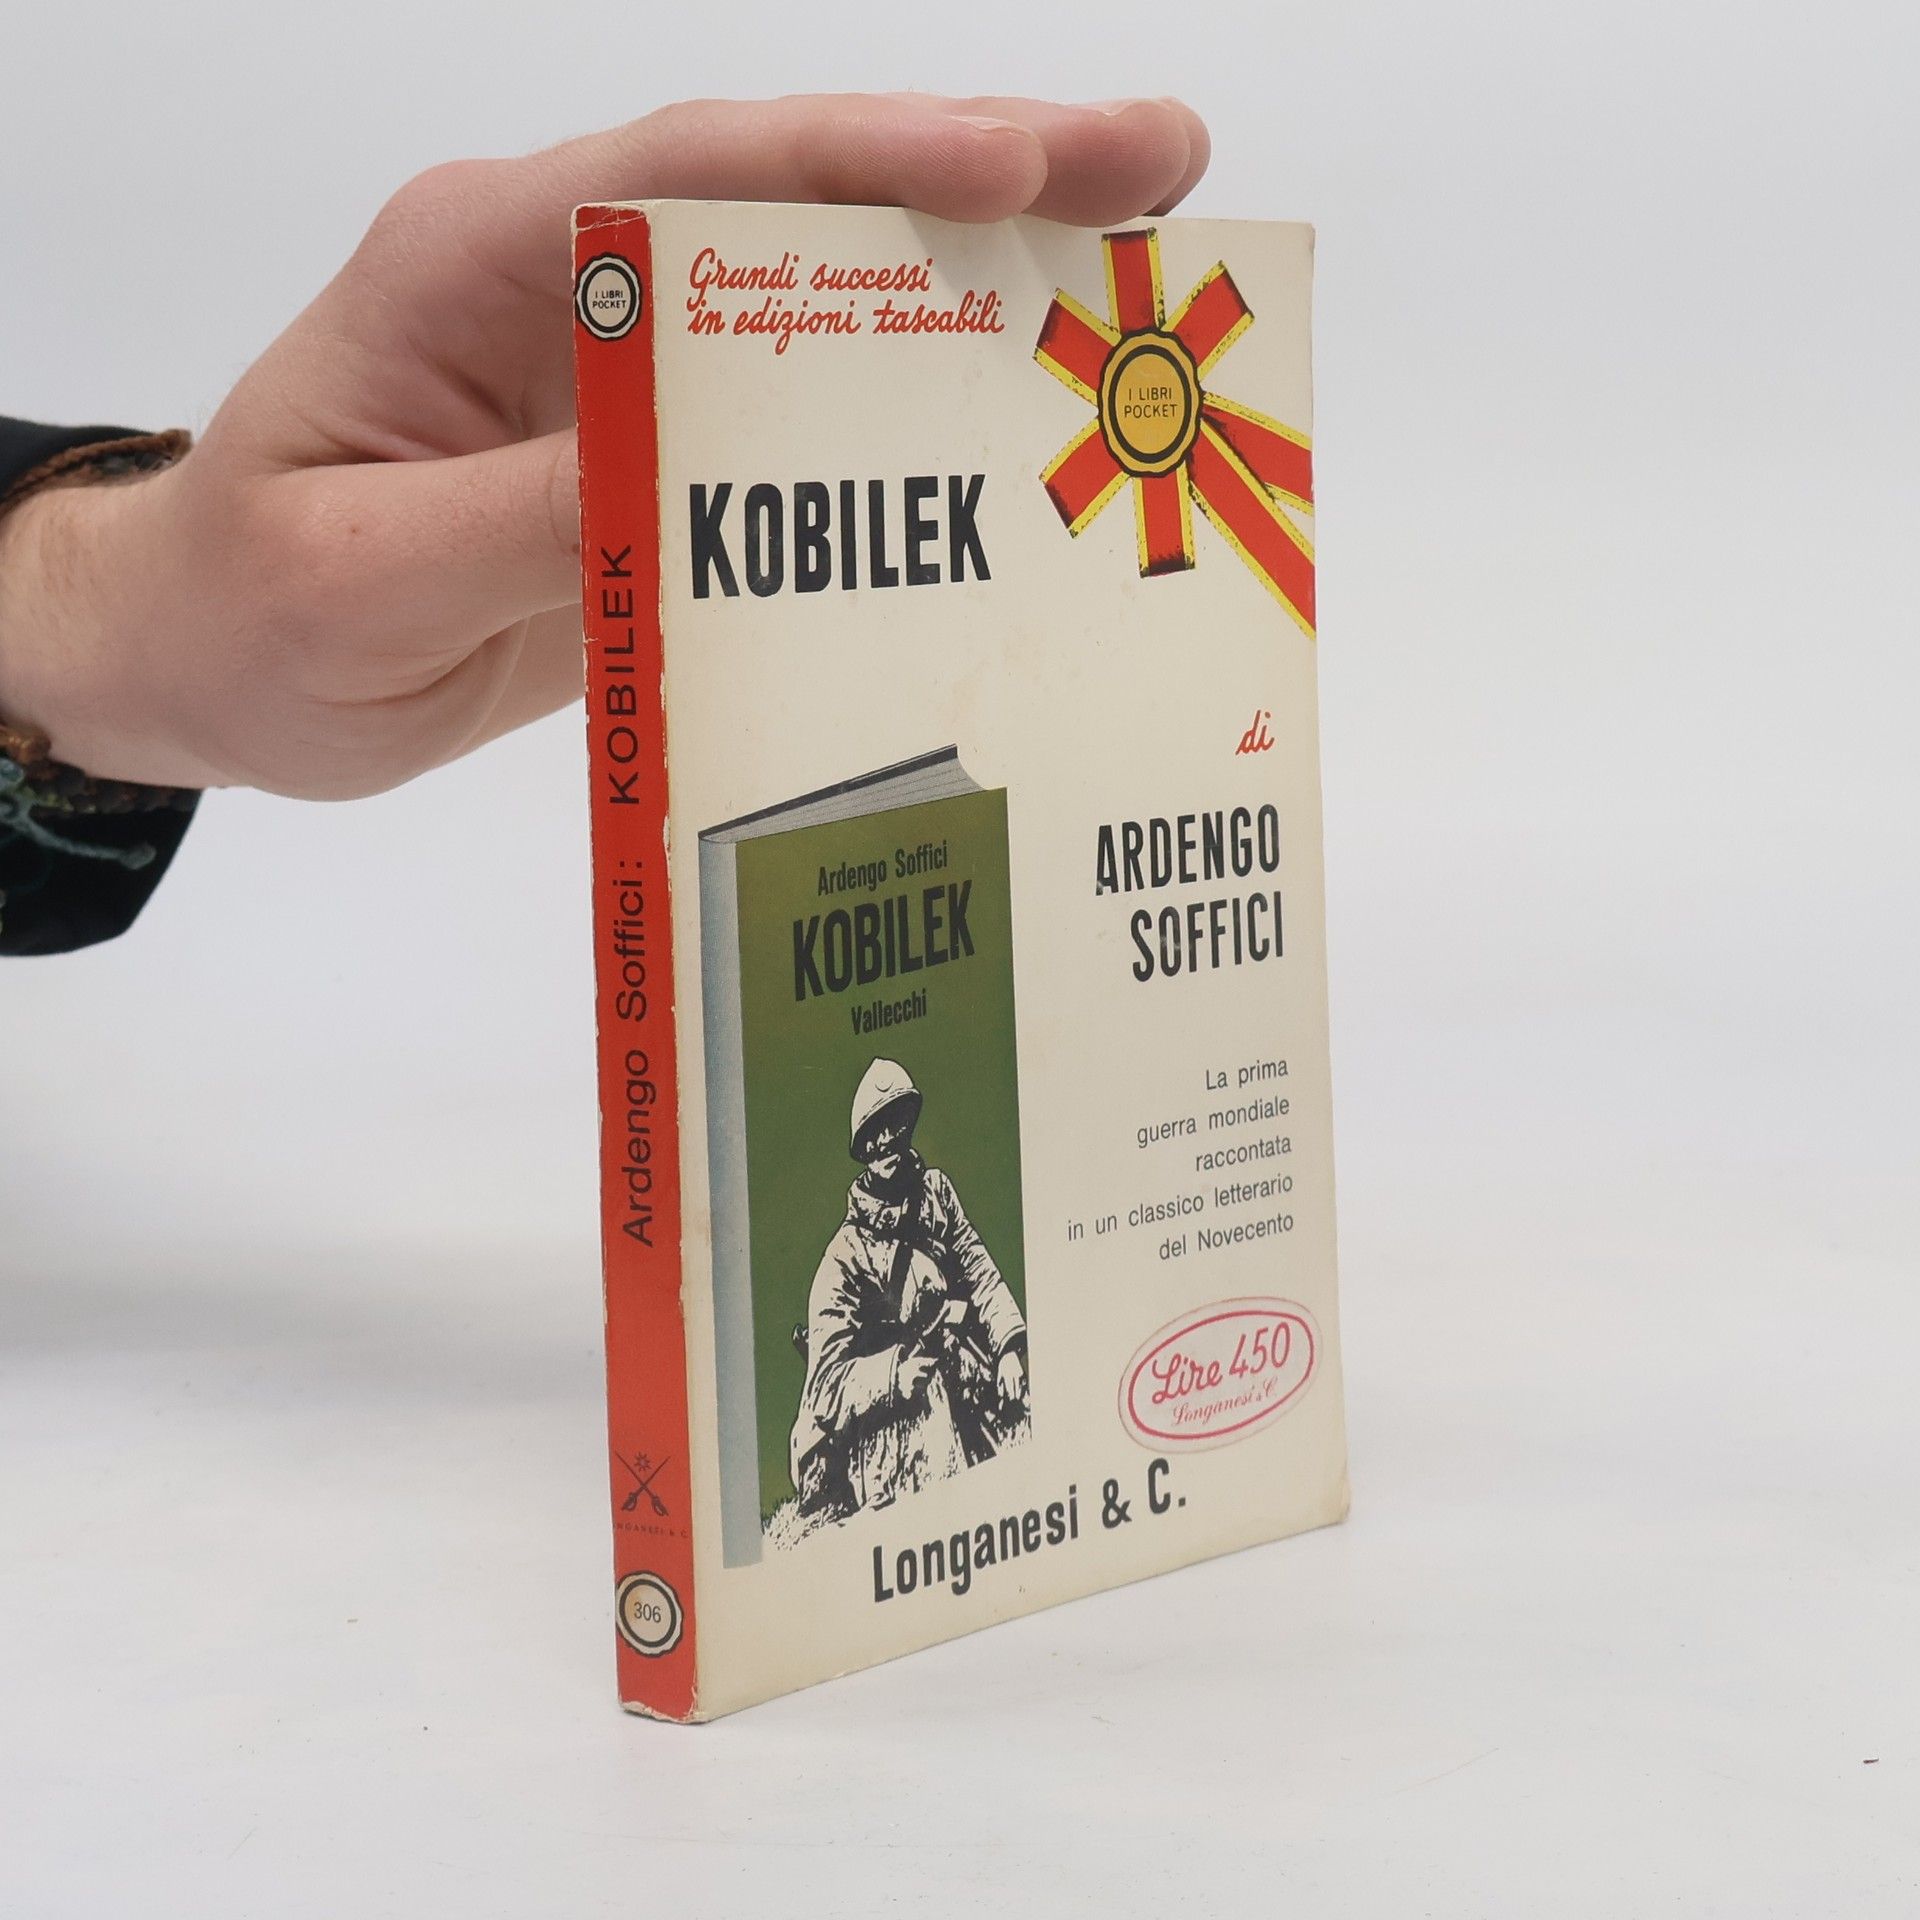 I LIBRI
POCKET
Ardengo Soffici: KOBILEK
306
Grandi successi
in edizioni tascabili
I LIBRI
POCKET
KOBILEK
di
ARDENGO
SOFFICI
Ardengo Soffici
KOBILEK
Vallecchi
La prima
guerra mondiale
raccontata
in un classico letterario
del Novecento
Lire 450
Longanesi & C.
Longanesi & C.